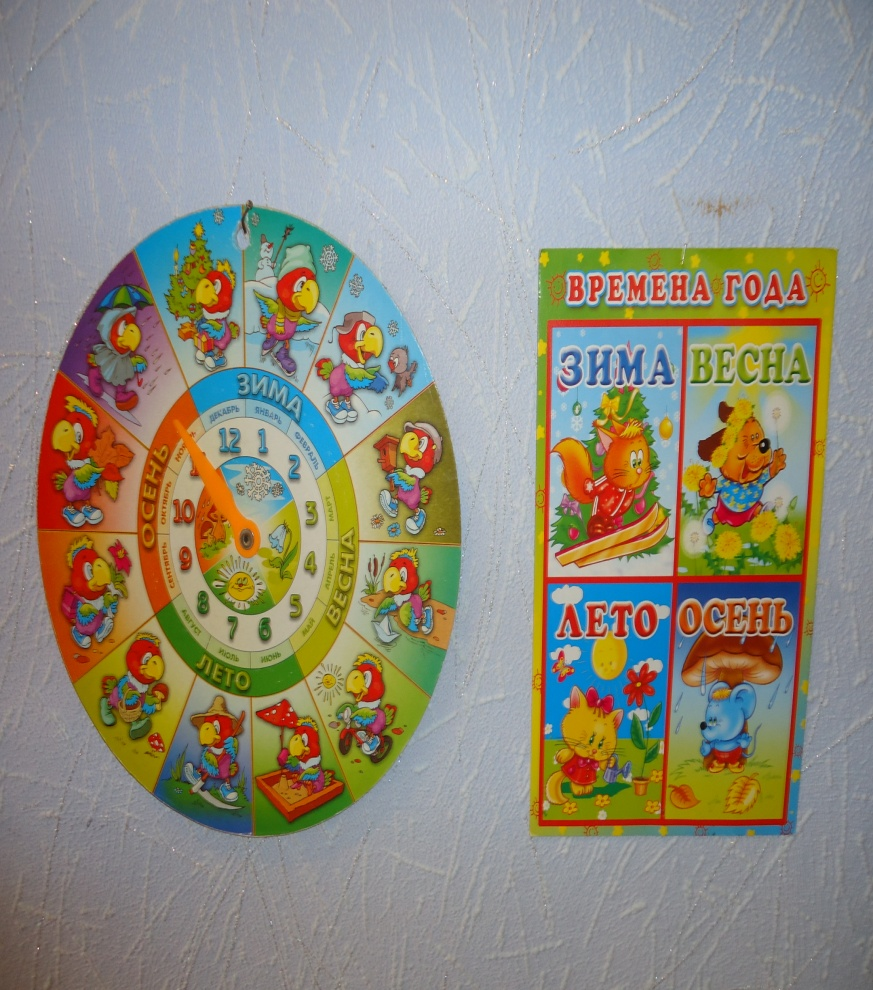 ЗИМА
ДЕКАБРЬ
ЯНВАРЬ
ФЕВРАЛЬ
12
1
2
3
4
5
6
7
8
9
10
МАРТ
АПРЕЛЬ
МАЙ
ВЕСНА
ИЮНЬ
ИЮЛЬ
АВГУСТ
ЛЕТО
СЕНТЯБРЬ
ОКТЯБРЬ
ОСЕНЬ
ВРЕМЕНА ГОДА
ЗИМА ВЕСНА
ЛЕТО ОСЕНЬ